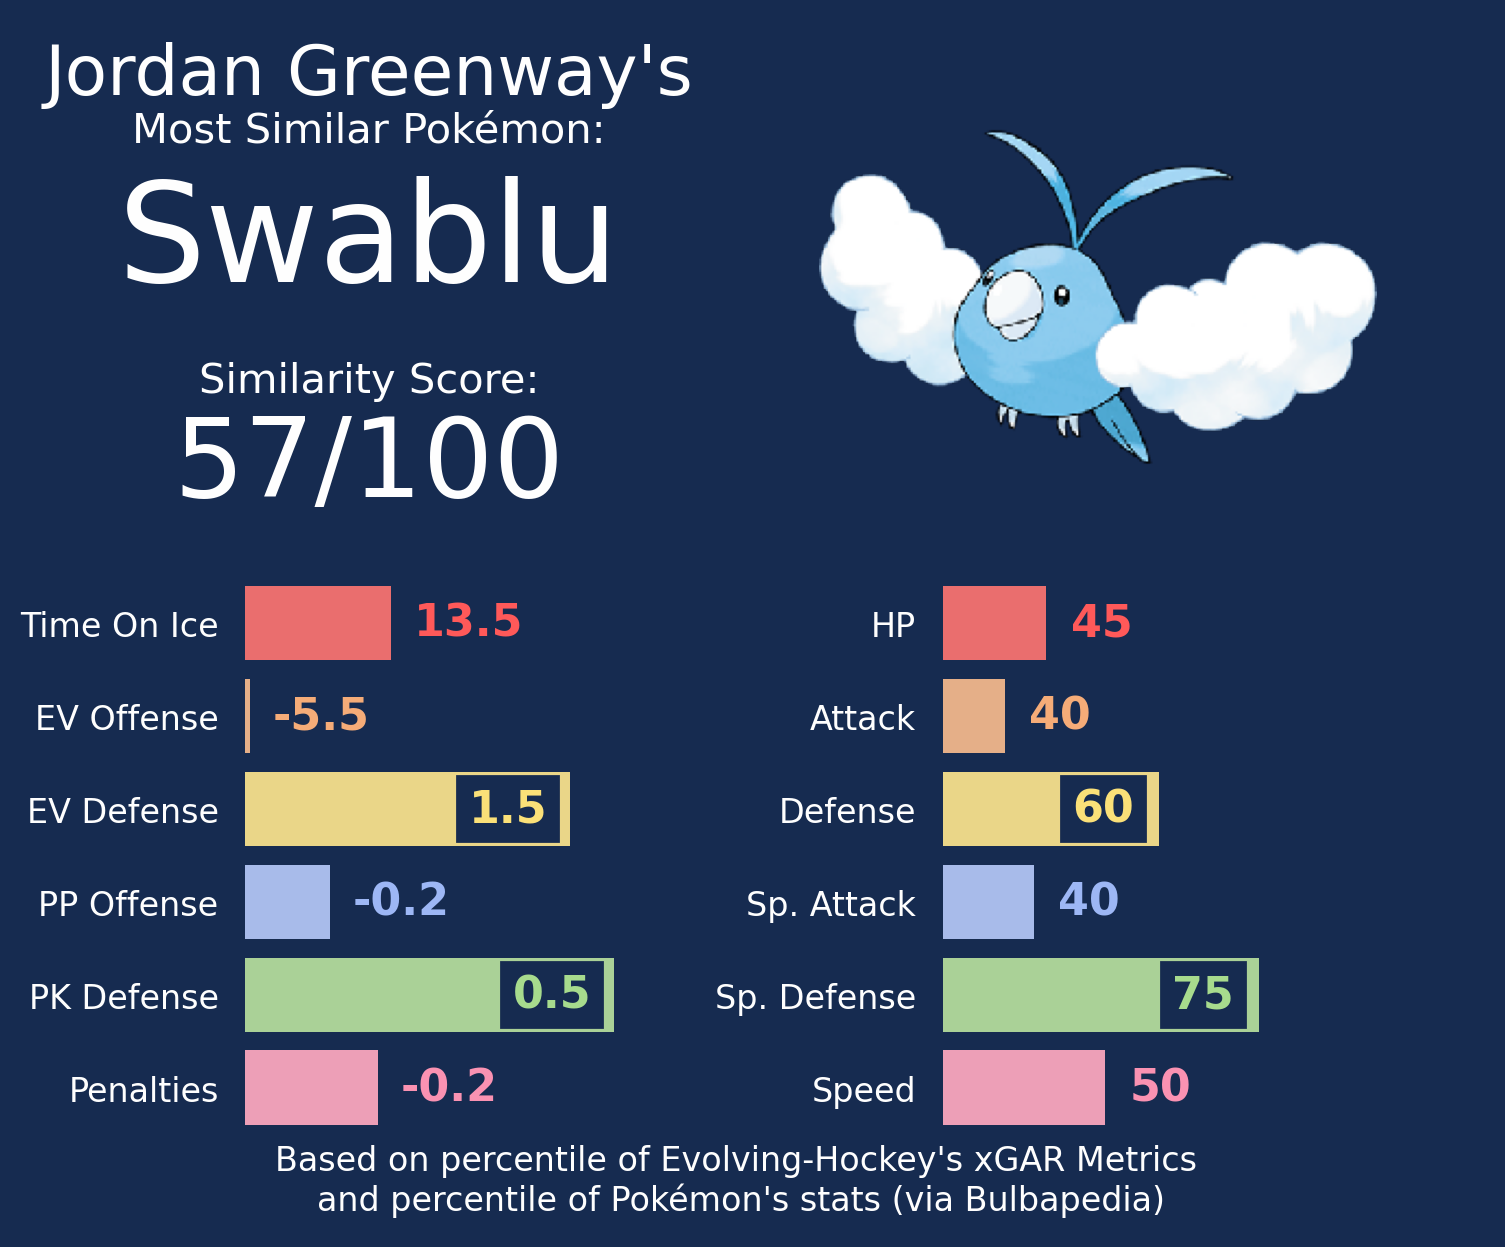 Jordan Greenway's
Most Similar Pokémon:
Swablu
Similarity Score:
57/100
Time On Ice 13.5
EV Offense -5.5
EV Defense 1.5
PP Offense -0.2
PK Defense 0.5
Penalties -0.2
HP 45
Attack 40
Defense 60
Sp. Attack 40
Sp. Defense 75
Speed 50
Based on percentile of Evolving-Hockey's xGAR Metrics
and percentile of Pokémon's stats (via Bulbapedia)